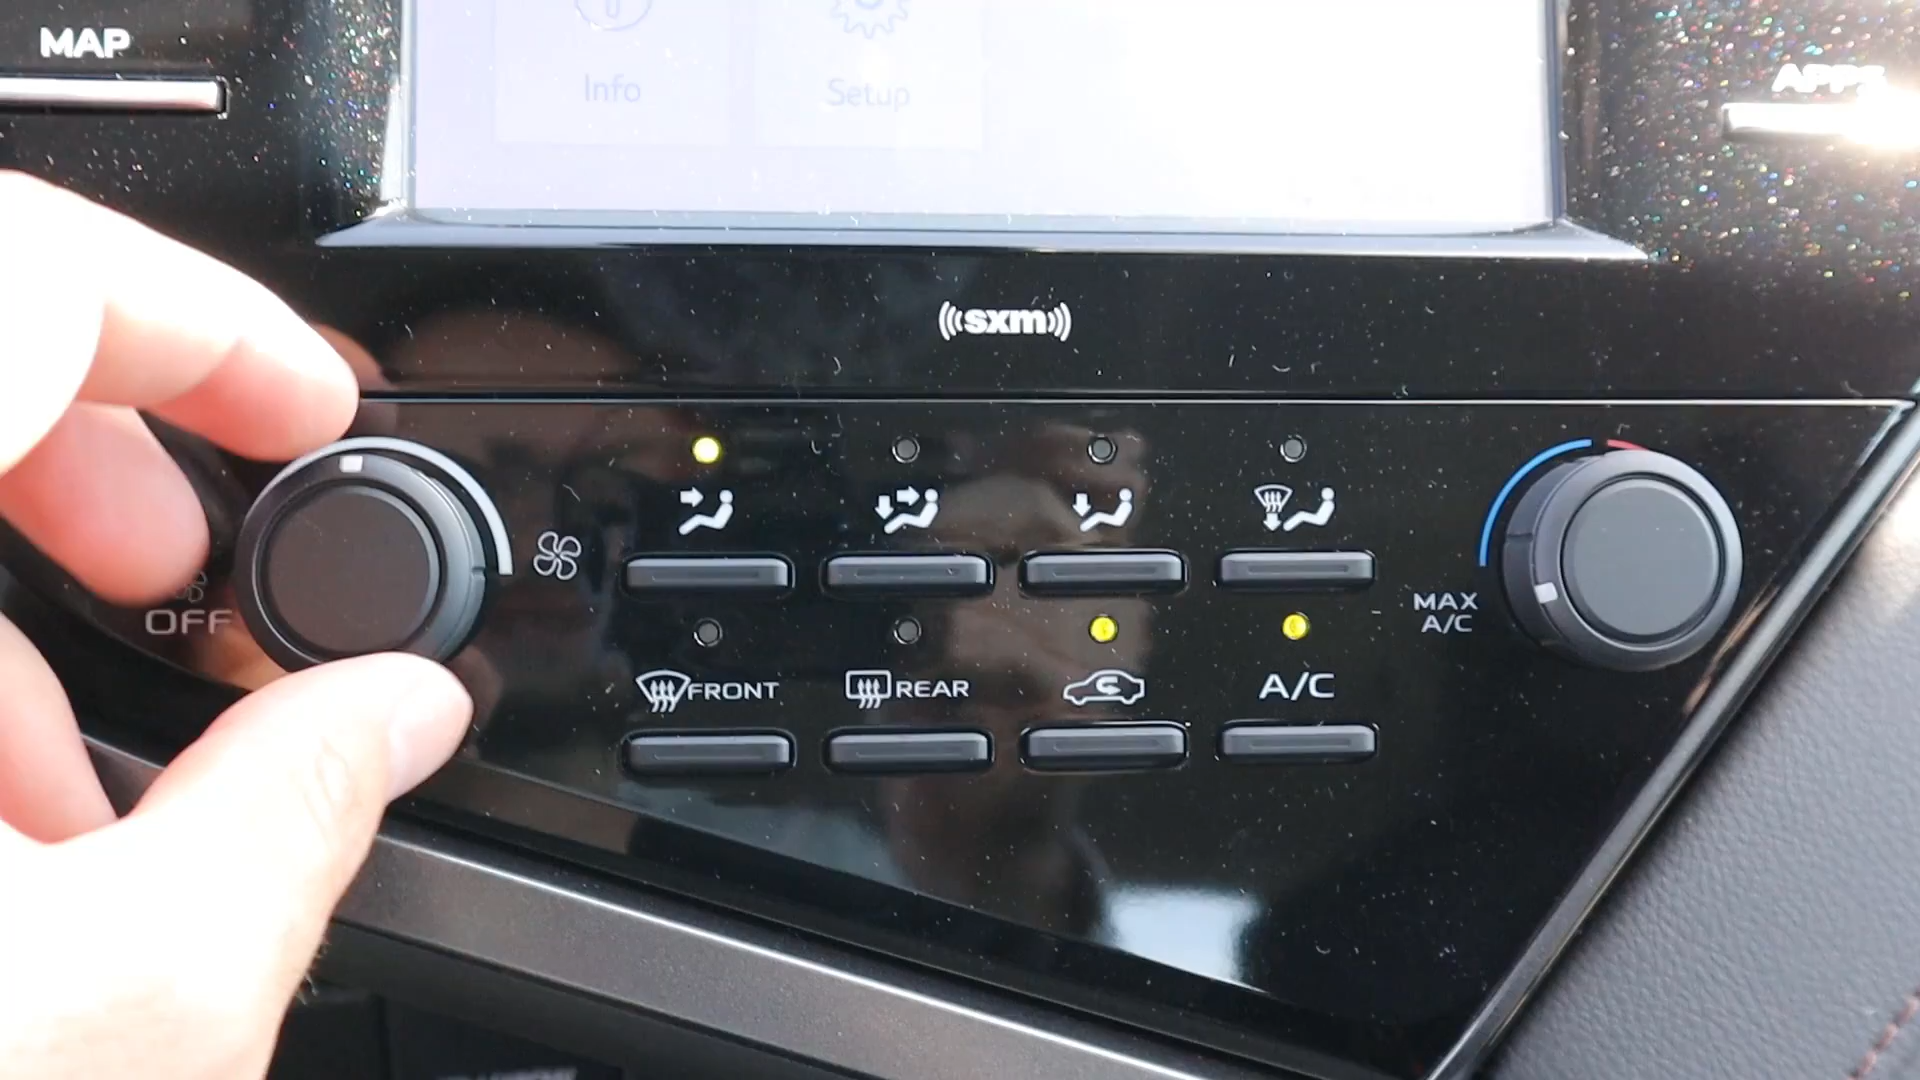 MAP
Info
Setup
APPS
sxm
OFF
MAX
A/C
FRONT
REAR
A/C